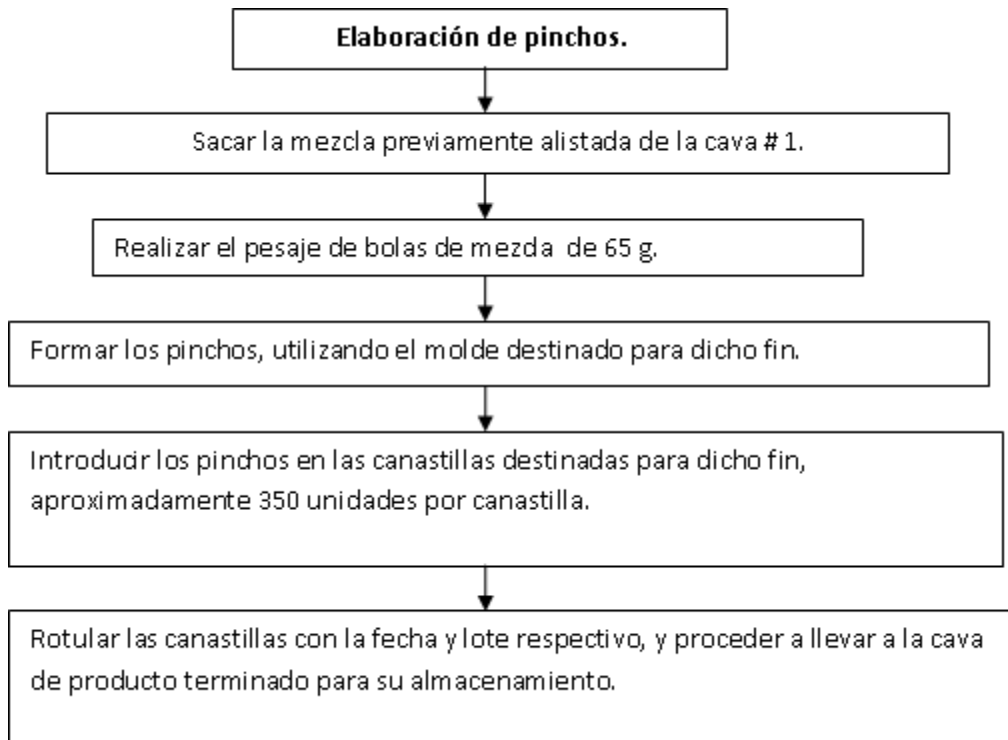 Elaboración de pinchos.
Sacar la mezcla previamente alistada de la cava # 1.
Realizar el pesaje de bolas de mezcla de 65 g.
Formar los pinchos, utilizando el molde destinado para dicho fin.
Introducir los pinchos en las canastillas destinadas para dicho fin,
aproximadamente 350 unidades por canastilla.
Rotular las canastillas con la fecha y lote respectivo, y proceder a llevar a la cava
de producto terminado para su almacenamiento.